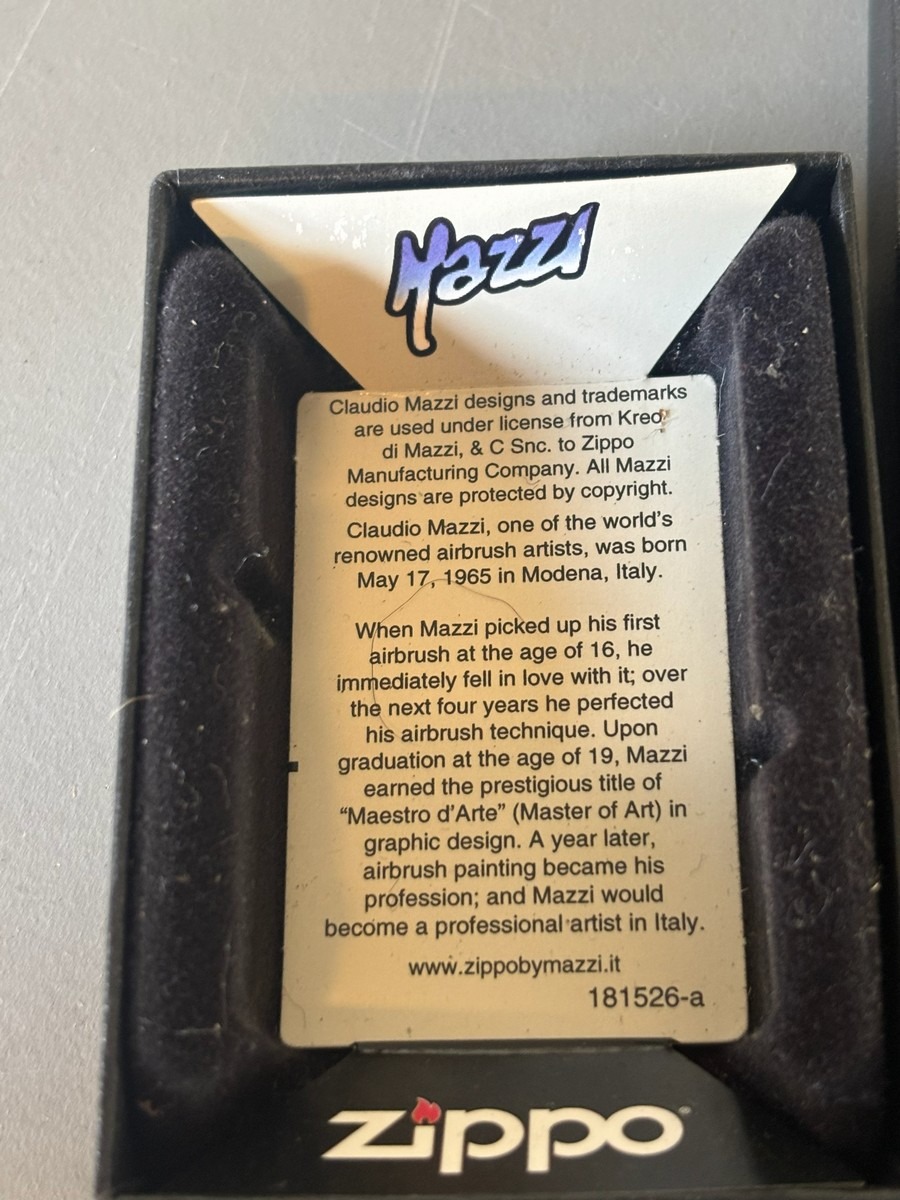 Mazzi
Claudio Mazzi designs and trademarks
are used under license from Kreo
di Mazzi, & C Snc. to Zippo
Manufacturing Company. All Mazzi
designs are protected by copyright.
Claudio Mazzi, one of the world's
renowned airbrush artists, was born
May 17, 1965 in Modena, Italy.
When Mazzi picked up his first
airbrush at the age of 16, he
immediately fell in love with it; over
the next four years he perfected
his airbrush technique. Upon
graduation at the age of 19, Mazzi
earned the prestigious title of
“Maestro d'Arte” (Master of Art) in
graphic design. A year later,
airbrush painting became his
profession; and Mazzi would
become a professional artist in Italy.
www.zippobymazzi.it
181526-a
zippo